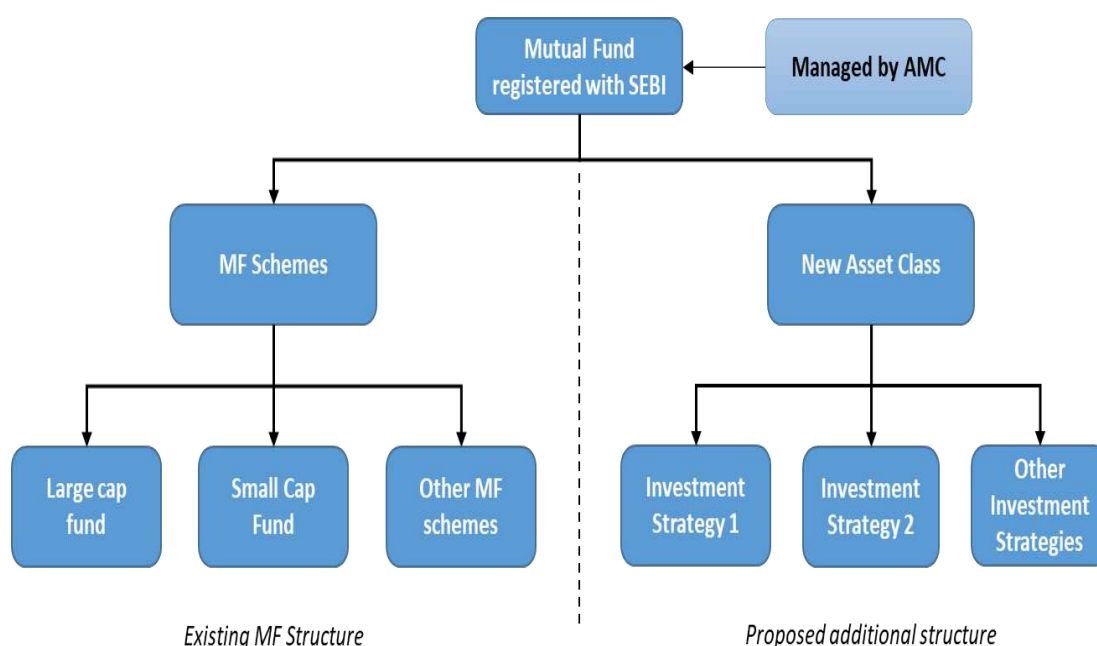 Mutual Fund
registered with SEBI
Managed by AMC
MF Schemes
New Asset Class
Large cap
fund
Small Cap
Fund
Other MF
schemes
Investment
Strategy 1
Investment
Strategy 2
Other
Investment
Strategies
Existing MF Structure
Proposed additional structure